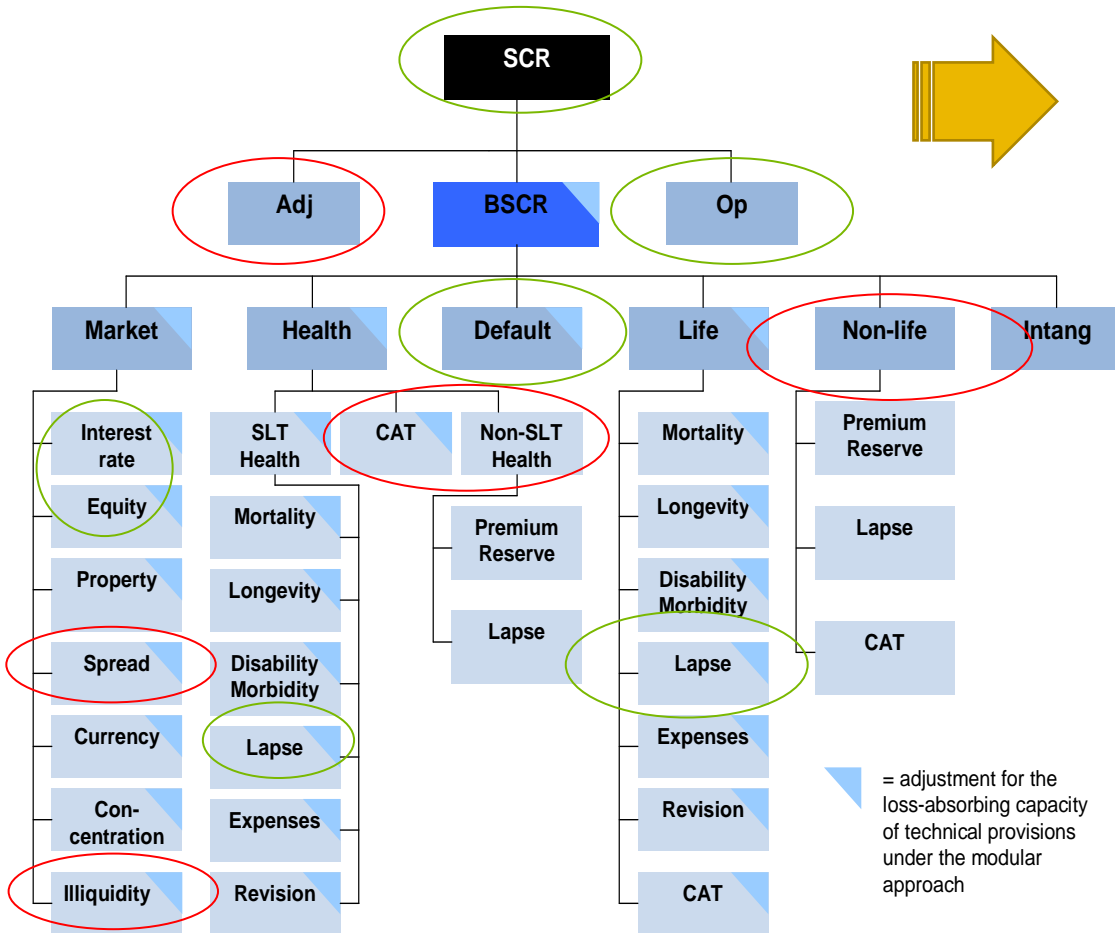 SCR
Adj
BSCR
Op
Market
Health
Default
Life
Non-life
Intang
Interest
rate
Equity
Property
Spread
Currency
Con-
centration
Illiquidity
SLT
Health
Mortality
Longevity
Disability
Morbidity
Lapse
Expenses
Revision
CAT
Non-SLT
Health
Premium
Reserve
Lapse
Mortality
Longevity
Disability
Morbidity
Lapse
Expenses
Revision
CAT
Premium
Reserve
Lapse
CAT
= adjustment for the
loss-absorbing capacity
of technical provisions
under the modular
approach